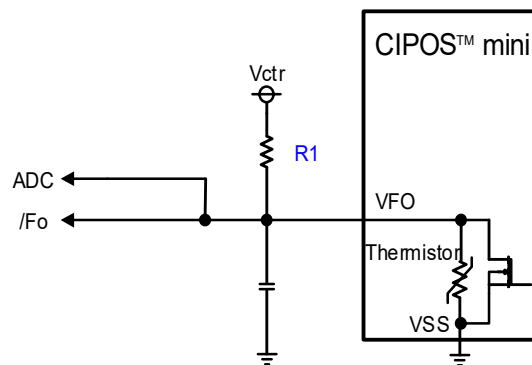 CIPOS™ mini
Vctr
R1
ADC
/Fo
VFO
Thermistor
VSS